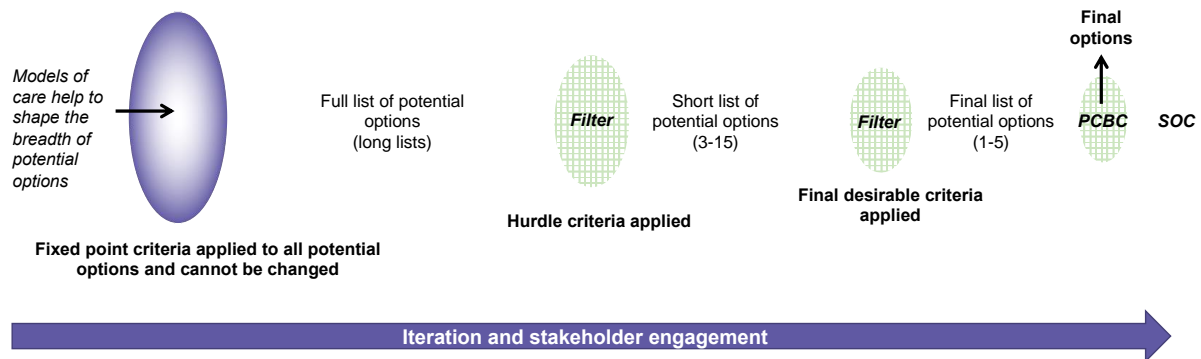 Models of
care help to
shape the
breadth of
potential
options
Fixed point criteria applied to all potential
options and cannot be changed
Full list of potential
options
(long lists)
Filter
Hurdle criteria applied
Short list of
potential options
(3-15)
Filter
Final desirable criteria
applied
Final list of
potential options
(1-5)
Final
options
PCBC
SOC
Iteration and stakeholder engagement